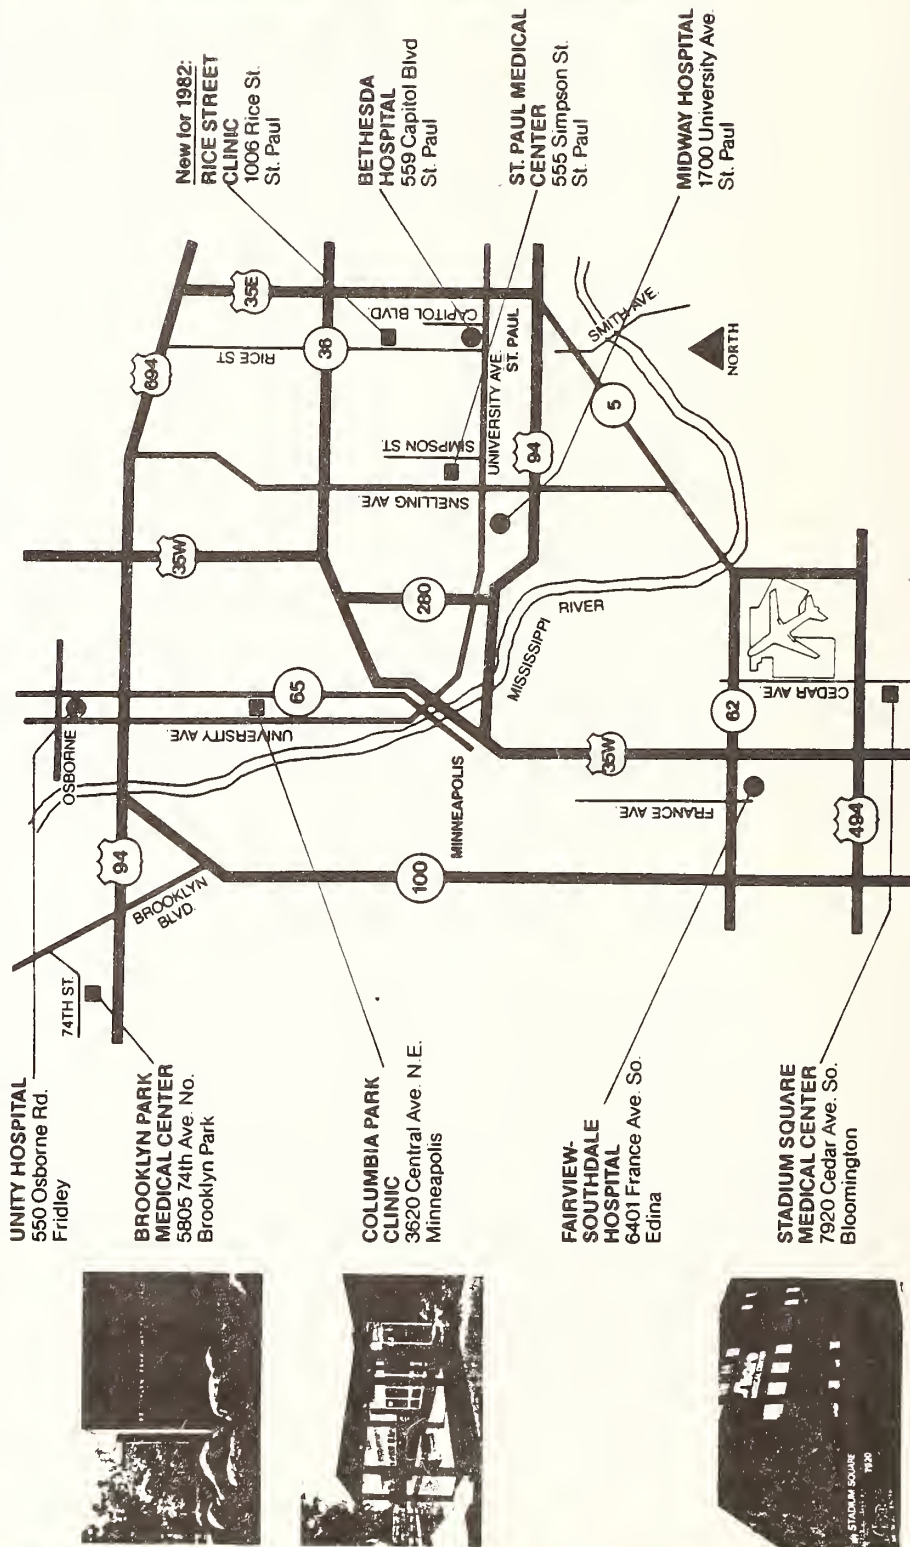 UNITY HOSPITAL
550 Osborne Rd.
Fridley
BROOKLYN PARK
MEDICAL CENTER
5805 74th Ave. No.
Brooklyn Park
COLUMBIA PARK
CLINIC
3620 Central Ave. N.E.
Minneapolis
FAIRVIEW-
SOUTHDALE
HOSPITAL
6401 France Ave. So.
Edina
STADIUM SQUARE
MEDICAL CENTER
7920 Cedar Ave. So.
Bloomington
74TH ST.
BROOKLYN
BLVD.
94
OSBORNE
UNIVERSITY AVE.
65
35W
694
35E
RICE ST
36
CAPITOL BLVD.
SIMPSON ST.
SNELLING AVE.
280
UNIVERSITY AVE.
ST. PAUL
94
MINNEAPOLIS
MISSISSIPPI
RIVER
100
35W
FRANCE AVE.
62
CEDAR AVE.
494
5
SMITH AVE.
NORTH
New for 1982:
RICE STREET
CLINIC
1006 Rice St.
St. Paul
BETHESDA
HOSPITAL
559 Capitol Blvd
St. Paul
ST. PAUL MEDICAL
CENTER
555 Simpson St.
St. Paul
MIDWAY HOSPITAL
1700 University Ave.
St. Paul
STADIUM SQUARE
7920